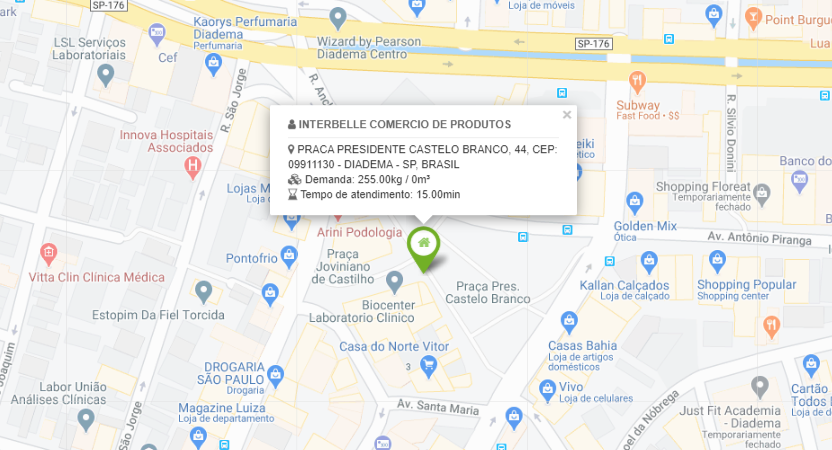 SP-176
Kaorys Perfumaria
Diadema
Perfumaria
LSL Serviços
Laboratoriais
Cef
Wizard by Pearson
Diadema Centro
Loja de móveis
Point Burgu
Lua
SP-176
R. São Jorge
R. And
Subway
Fast Food · $$
R. Silvio Donini
Innova Hospitais
Associados
INTERBELLE COMERCIO DE PRODUTOS
×
PRACA PRESIDENTE CASTELO BRANCO, 44, CEP:
09911130 - DIADEMA - SP, BRASIL
Demanda: 255.00kg / 0m³
Tempo de atendimento: 15.00min
eiki
Banco do
Lojas M
Shopping Floreat
Temporariamente
fechado
Golden Mix
Ótica
Arini Podologia
Av. Antônio Piranga
Pontofrio
Praça
Joviniano
de Castilho
Vitta Clin Clínica Médica
Praça Pres.
Castelo Branco
Kallan Calçados
Loja de calçado
Shopping Popular
Shopping center
Estopim Da Fiel Torcida
Biocenter
Laboratório Clínico
Casa do Norte Vitor
3
Casas Bahia
Loja de artigos
domésticos
Joaquim
DROGARIA
SÃO PAULO
Drogaria
Labor União
Análises Clínicas
Vivo
Loja de celulares
Cartão
Todos
Magazine Luiza
Loja de departamento
Av. Santa Maria
São Jorge
oel da Nóbrega
Just Fit Academia
- Diadema
Temporariamente
fechado